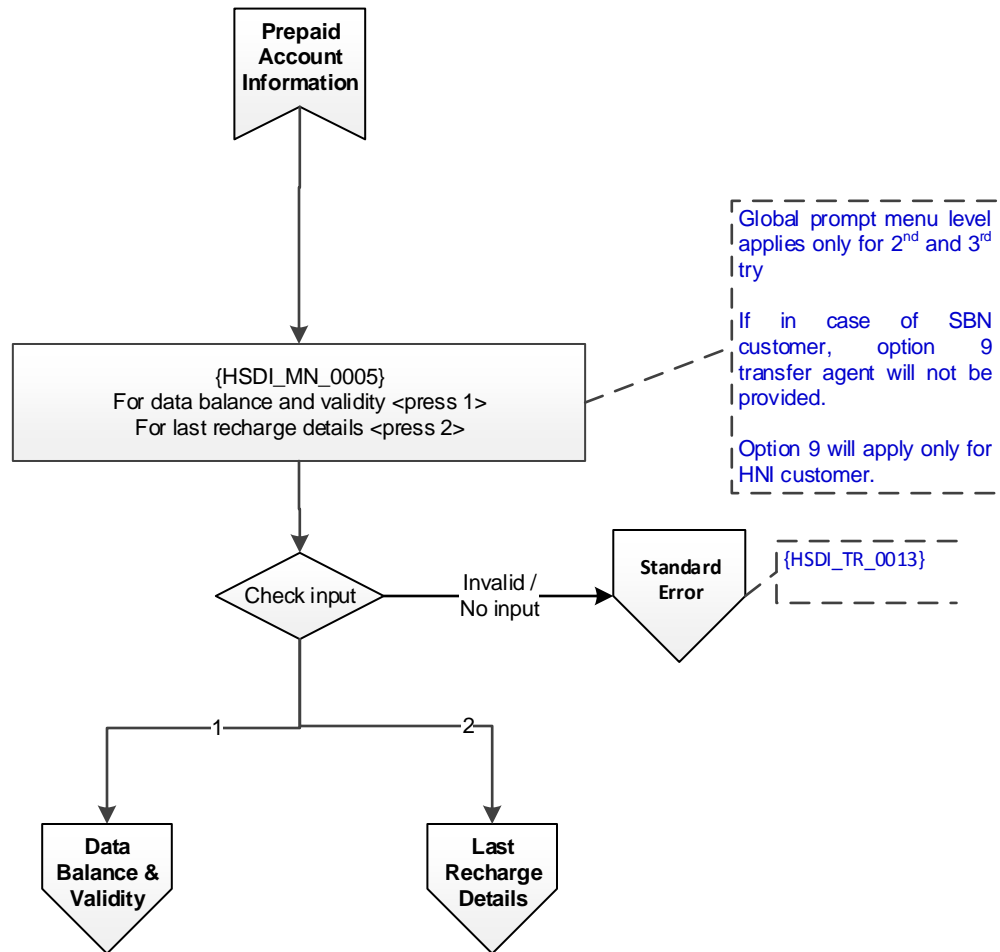 Prepaid
Account
Information
Global prompt menu level
applies only for 2nd and 3rd
try
If in case of SBN
customer, option 9
transfer agent will not be
provided.
Option 9 will apply only for
HNI customer.
{HSDI_MN_0005}
For data balance and validity <press 1>
For last recharge details <press 2>
Check input
Invalid /
No input
Standard
Error
{HSDI_TR_0013}
1
2
Data
Balance &
Validity
Last
Recharge
Details